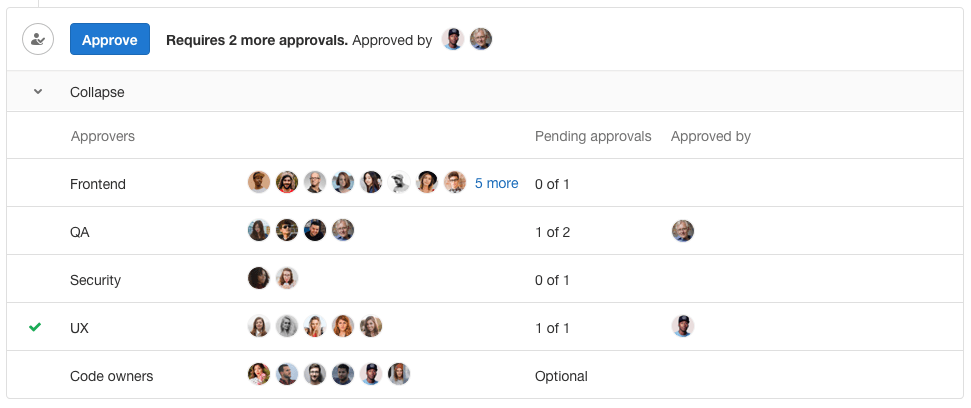 Approve Requires 2 more approvals. Approved by
Collapse
Approvers Pending approvals Approved by
Frontend 5 more 0 of 1
QA 1 of 2
Security 0 of 1
UX 1 of 1
Code owners Optional